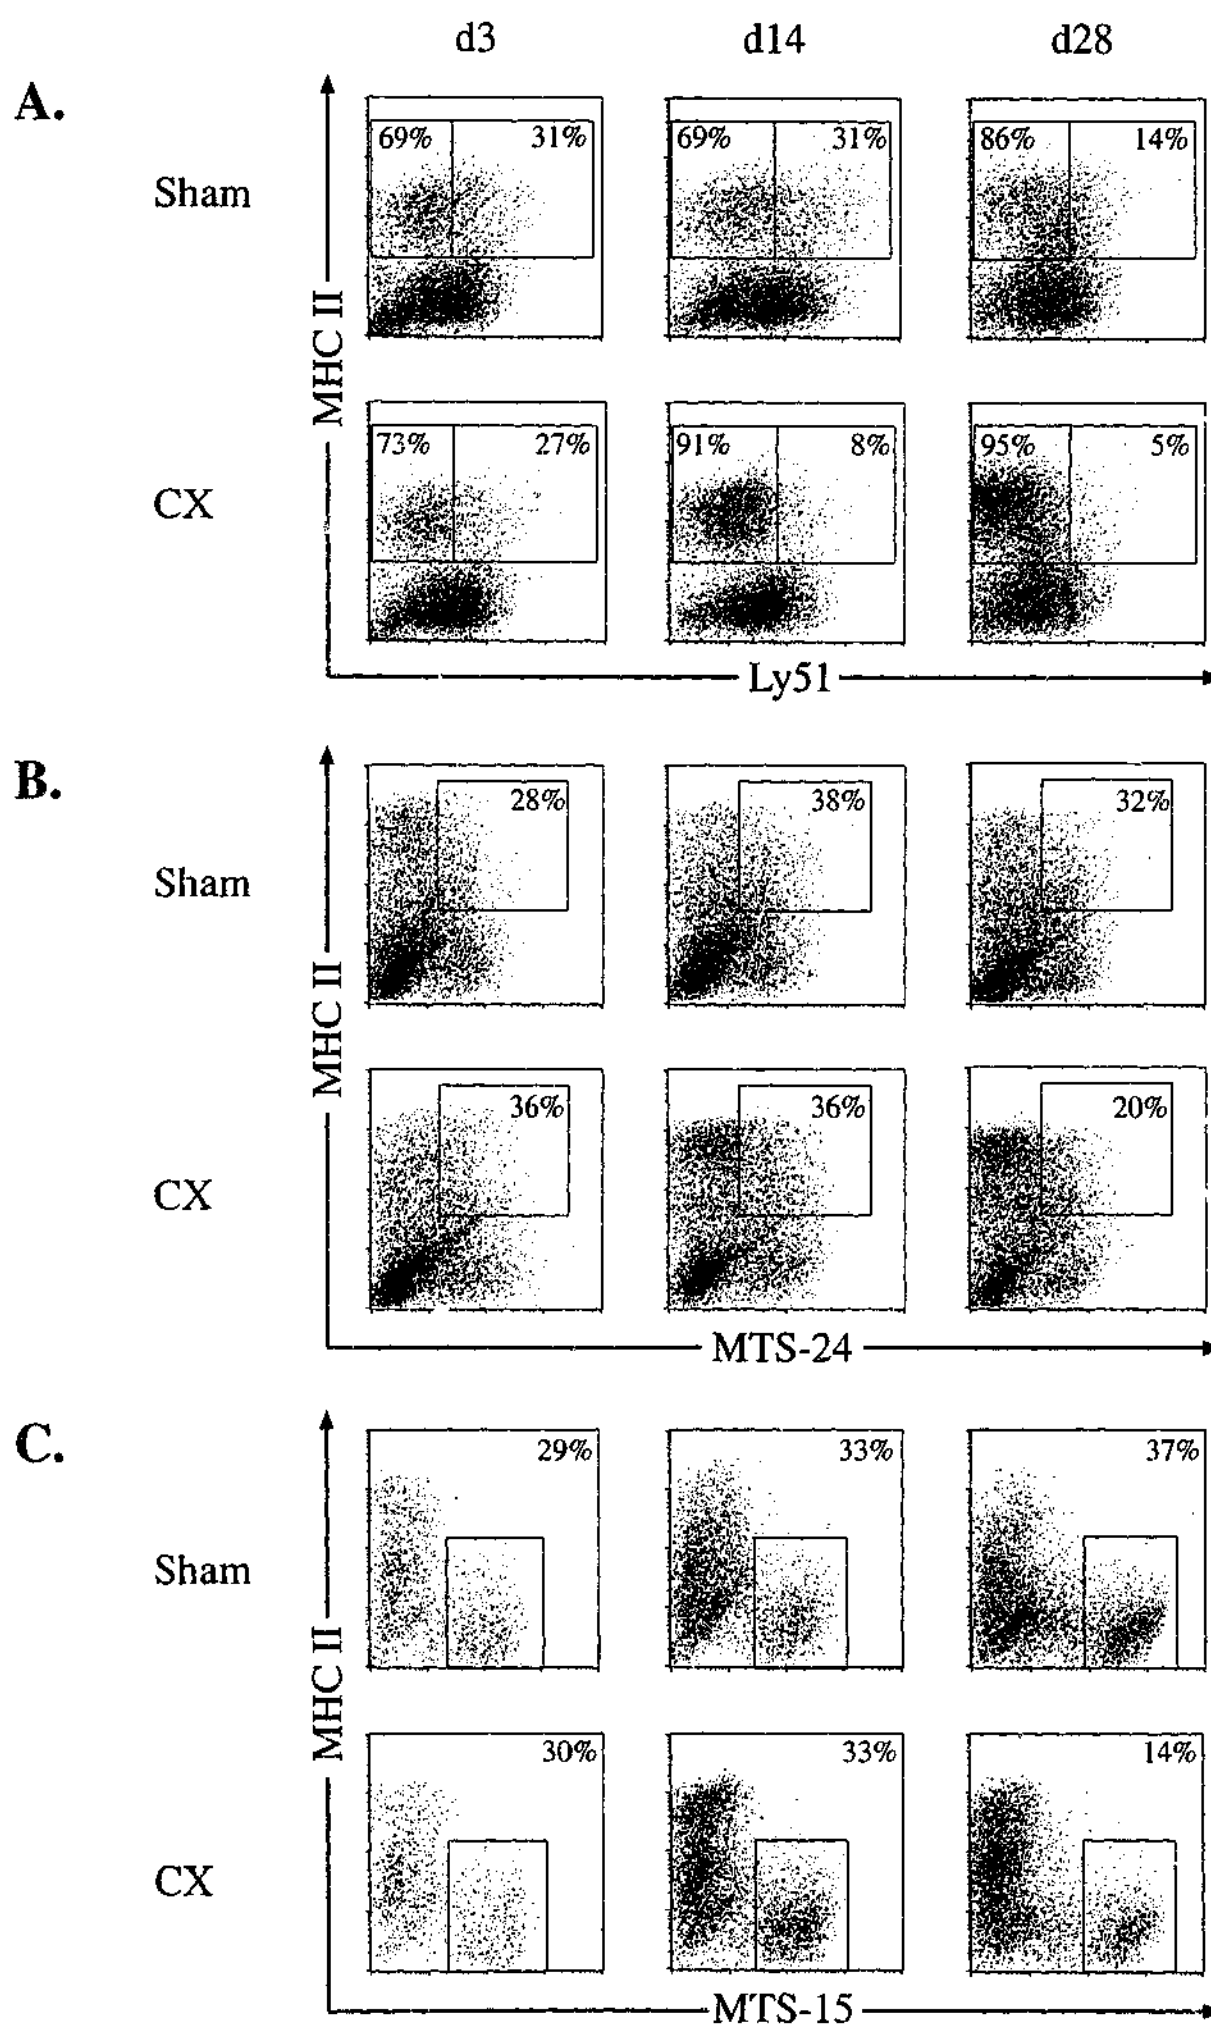 d3 d14 d28
A.
69% 31% 69% 31% 86% 14%
Sham
MHC II
73% 27% 91% 8% 95% 5%
CX
Ly51
B.
28% 38% 32%
Sham
MHC II
36% 36% 20%
CX
MTS-24
C.
29% 33% 37%
Sham
MHC II
30% 33% 14%
CX
MTS-15